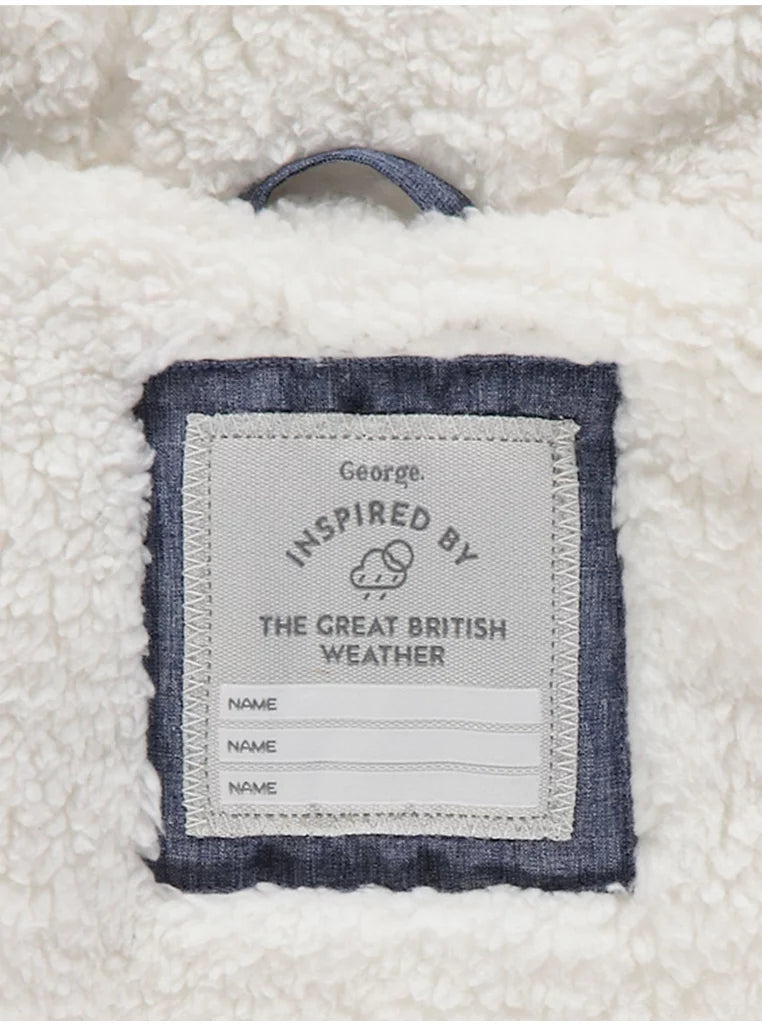 George.
INSPIRED BY
THE GREAT BRITISH
WEATHER
NAME
NAME
NAME